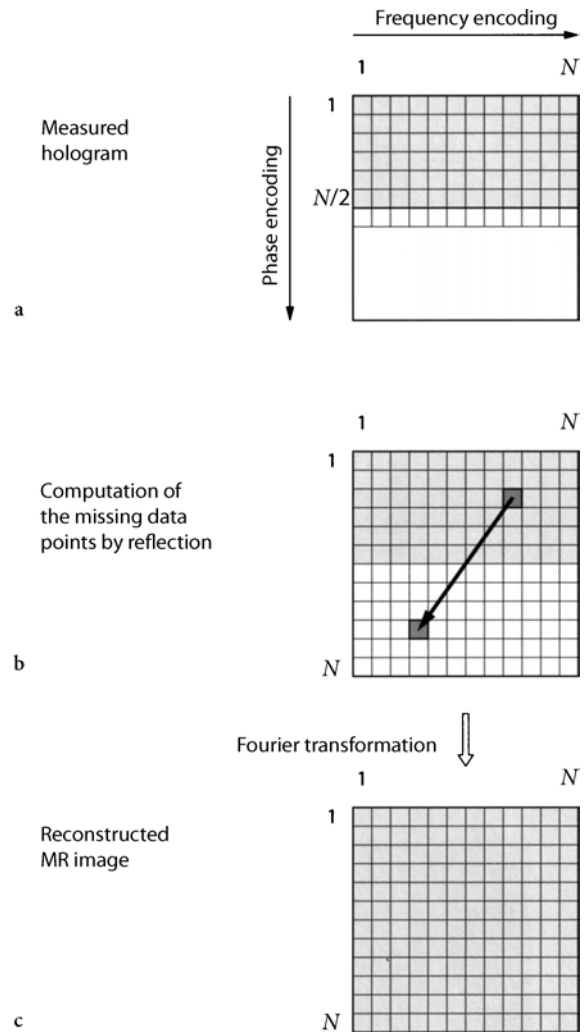 Frequency encoding
1 N
Measured
hologram
1
N/2
Phase encoding
a
1 N
1
Computation of
the missing data
points by reflection
N
b
Fourier transformation
1 N
1
Reconstructed
MR image
N
c